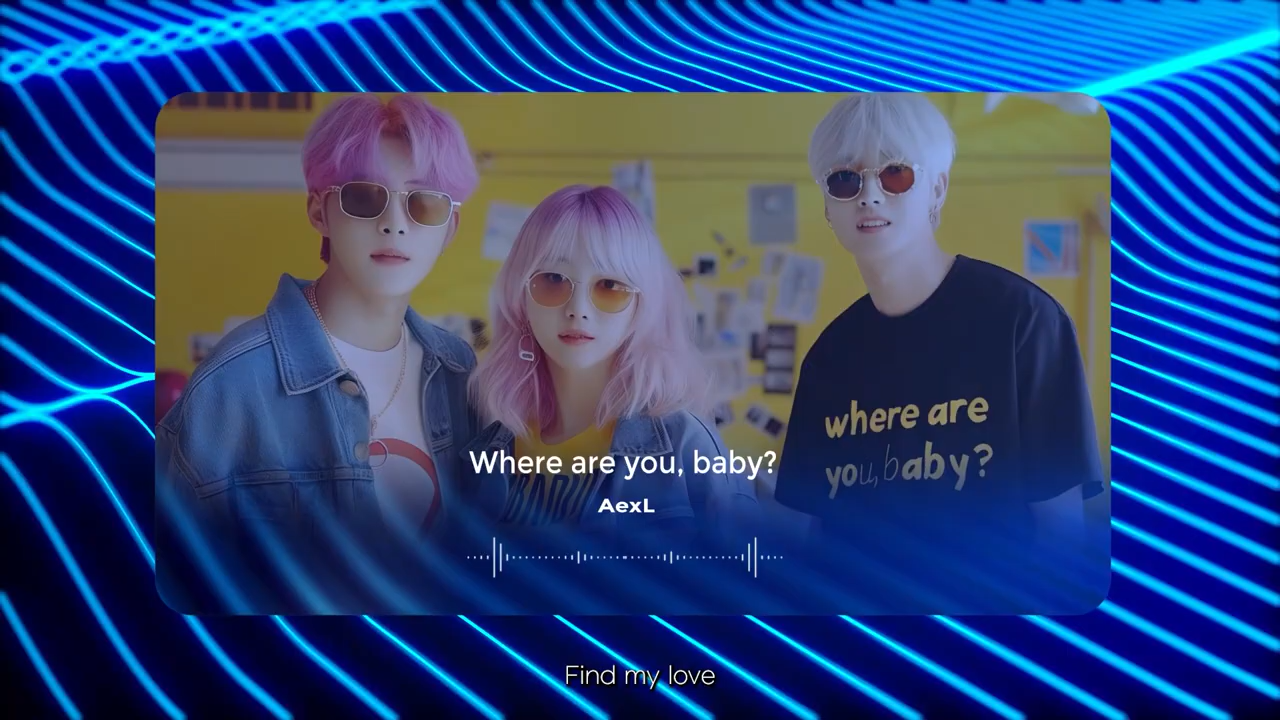 where are
you, baby?
Where are you, baby?
AexL
Find my love